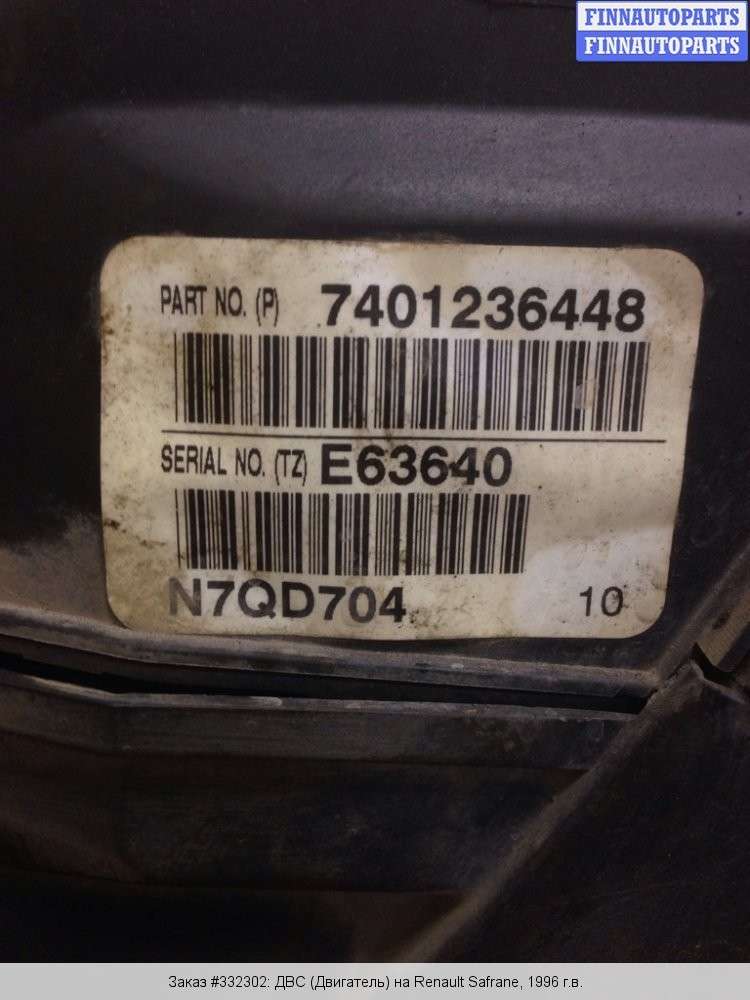 FINNAUTOPARTS
FINNAUTOPARTS
PART NO. (P) 7401236448
SERIAL NO. (TZ) E63640
N7QD704 10
Заказ #332302: ДВС (Двигатель) на Renault Safrane, 1996 г.в.